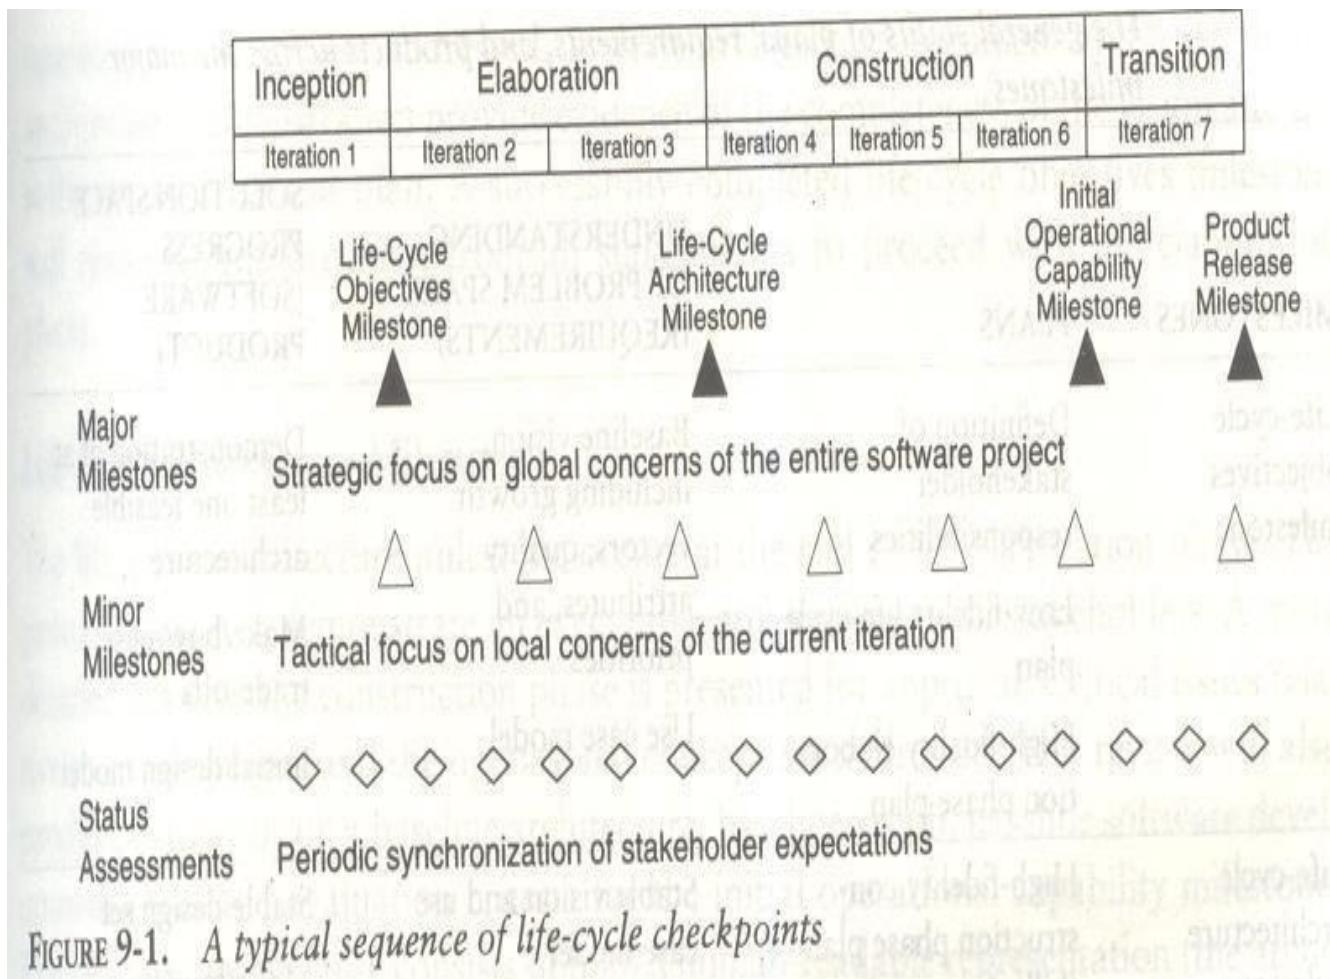 Inception Elaboration Construction Transition
Iteration 1 Iteration 2 Iteration 3 Iteration 4 Iteration 5 Iteration 6 Iteration 7
Life-Cycle
Objectives
Milestone
Life-Cycle
Architecture
Milestone
Initial
Operational
Capability
Milestone
Product
Release
Milestone
Major
Milestones
Strategic focus on global concerns of the entire software project
Minor
Milestones
Tactical focus on local concerns of the current iteration
Status
Assessments
Periodic synchronization of stakeholder expectations
FIGURE 9-1. A typical sequence of life-cycle checkpoints